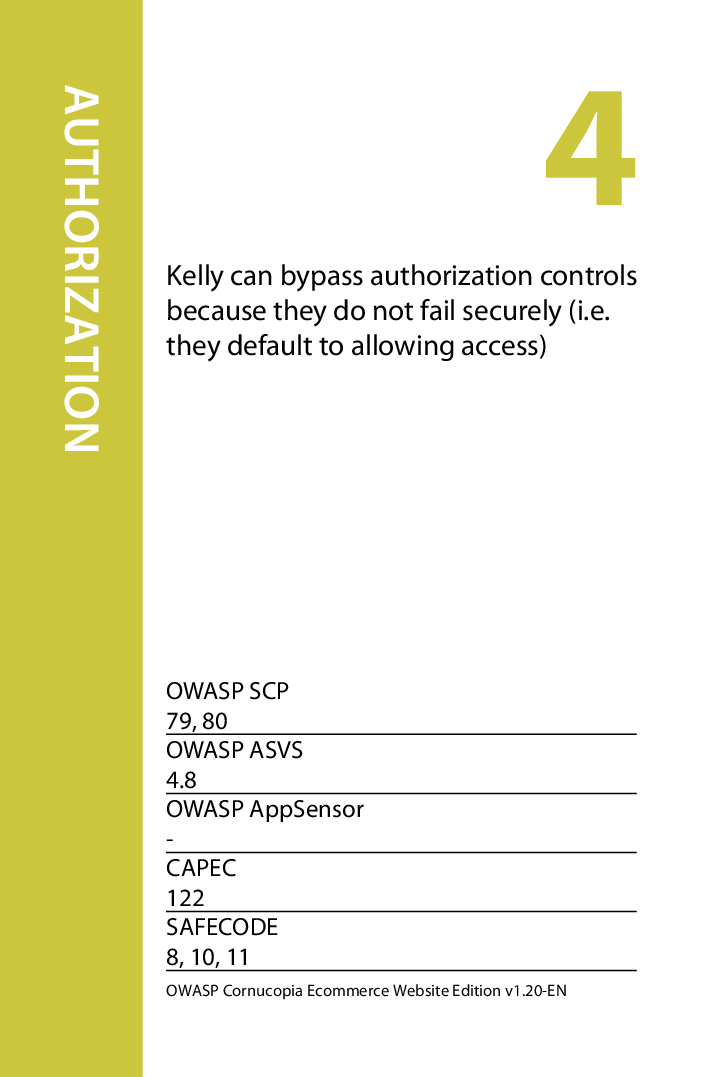 AUTHORIZATION
4
Kelly can bypass authorization controls
because they do not fail securely (i.e.
they default to allowing access)
OWASP SCP
79, 80
OWASP ASVS
4.8
OWASP AppSensor
-
CAPEC
122
SAFECODE
8, 10, 11
OWASP Cornucopia Ecommerce Website Edition v1.20-EN